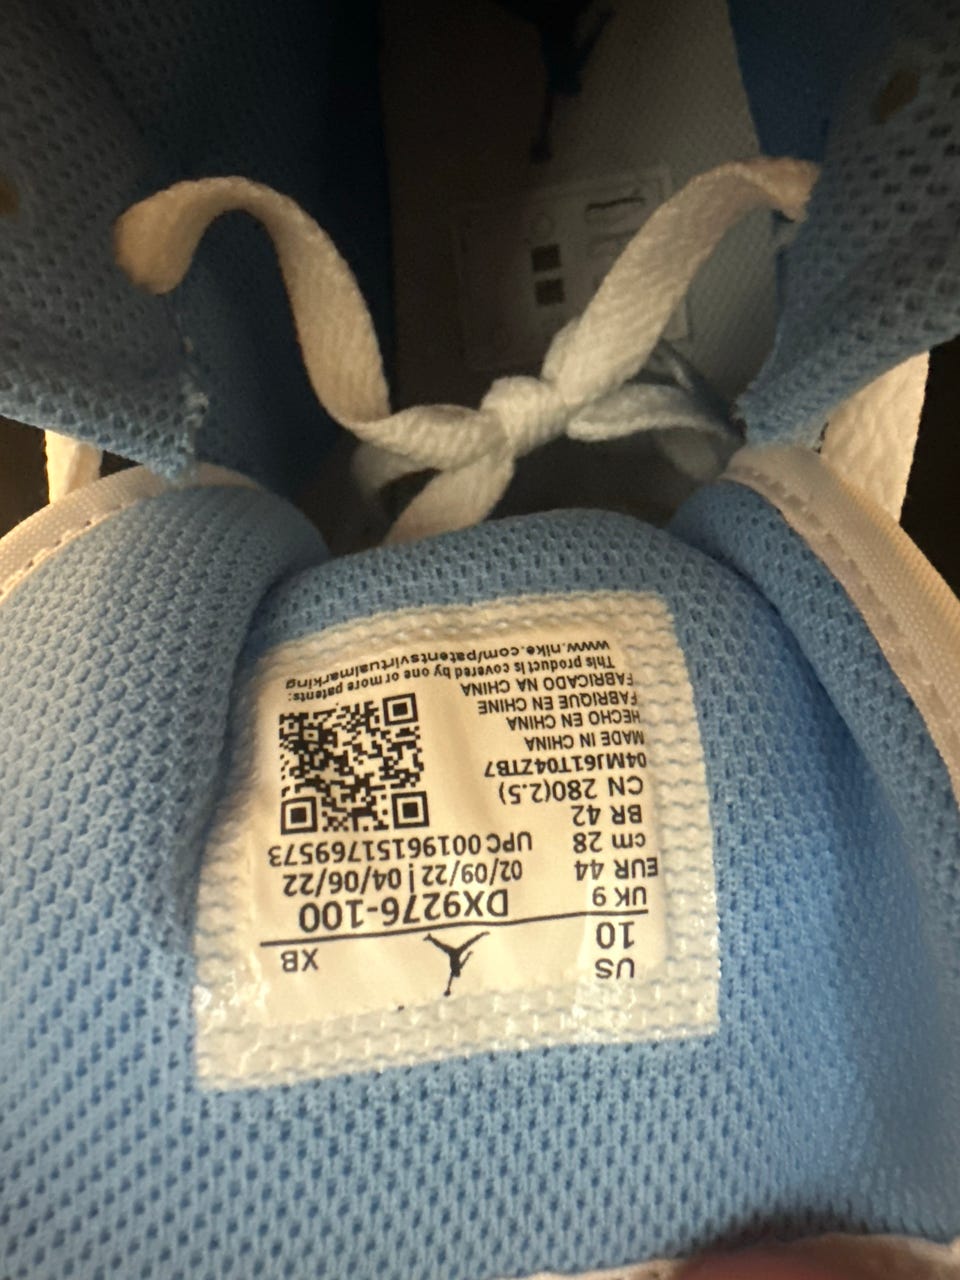 US
10
XB
UK 9
DX9276-100
EUR 44
02/09/22 | 04/06/22
cm 28
UPC 00196151769573
BR 42
CN 280(2.5)
04MJ61T04ZTB7
MADE IN CHINA
HECHO EN CHINA
FABRIQUE EN CHINE
FABRICADO NA CHINA
This product is covered by one or more patents:
www.nike.com/patentsvirtualmarking